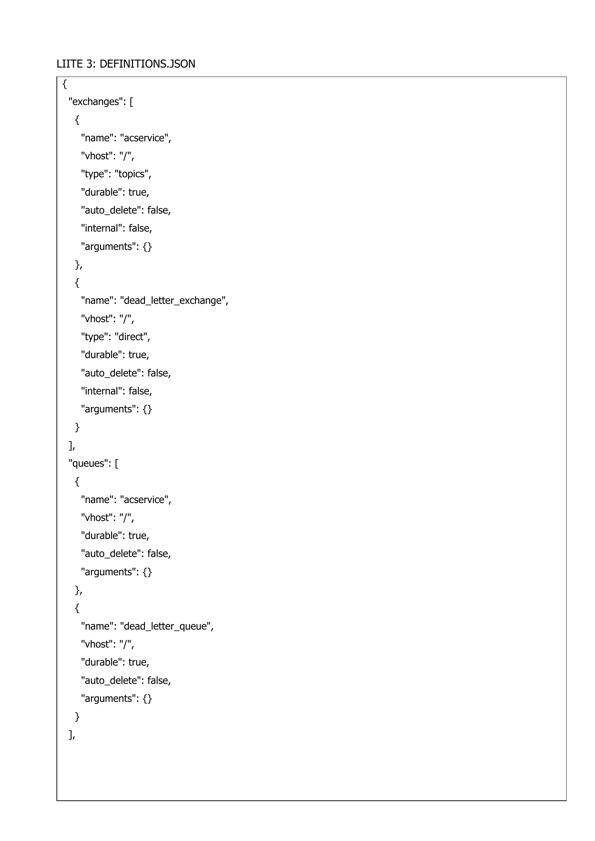 LIITE 3: DEFINITIONS.JSON
{
"exchanges": [
{
"name": "acservice",
"vhost": "/",
"type": "topics",
"durable": true,
"auto_delete": false,
"internal": false,
"arguments": {}
},
{
"name": "dead_letter_exchange",
"vhost": "/",
"type": "direct",
"durable": true,
"auto_delete": false,
"internal": false,
"arguments": {}
}
],
"queues": [
{
"name": "acservice",
"vhost": "/",
"durable": true,
"auto_delete": false,
"arguments": {}
},
{
"name": "dead_letter_queue",
"vhost": "/",
"durable": true,
"auto_delete": false,
"arguments": {}
}
],